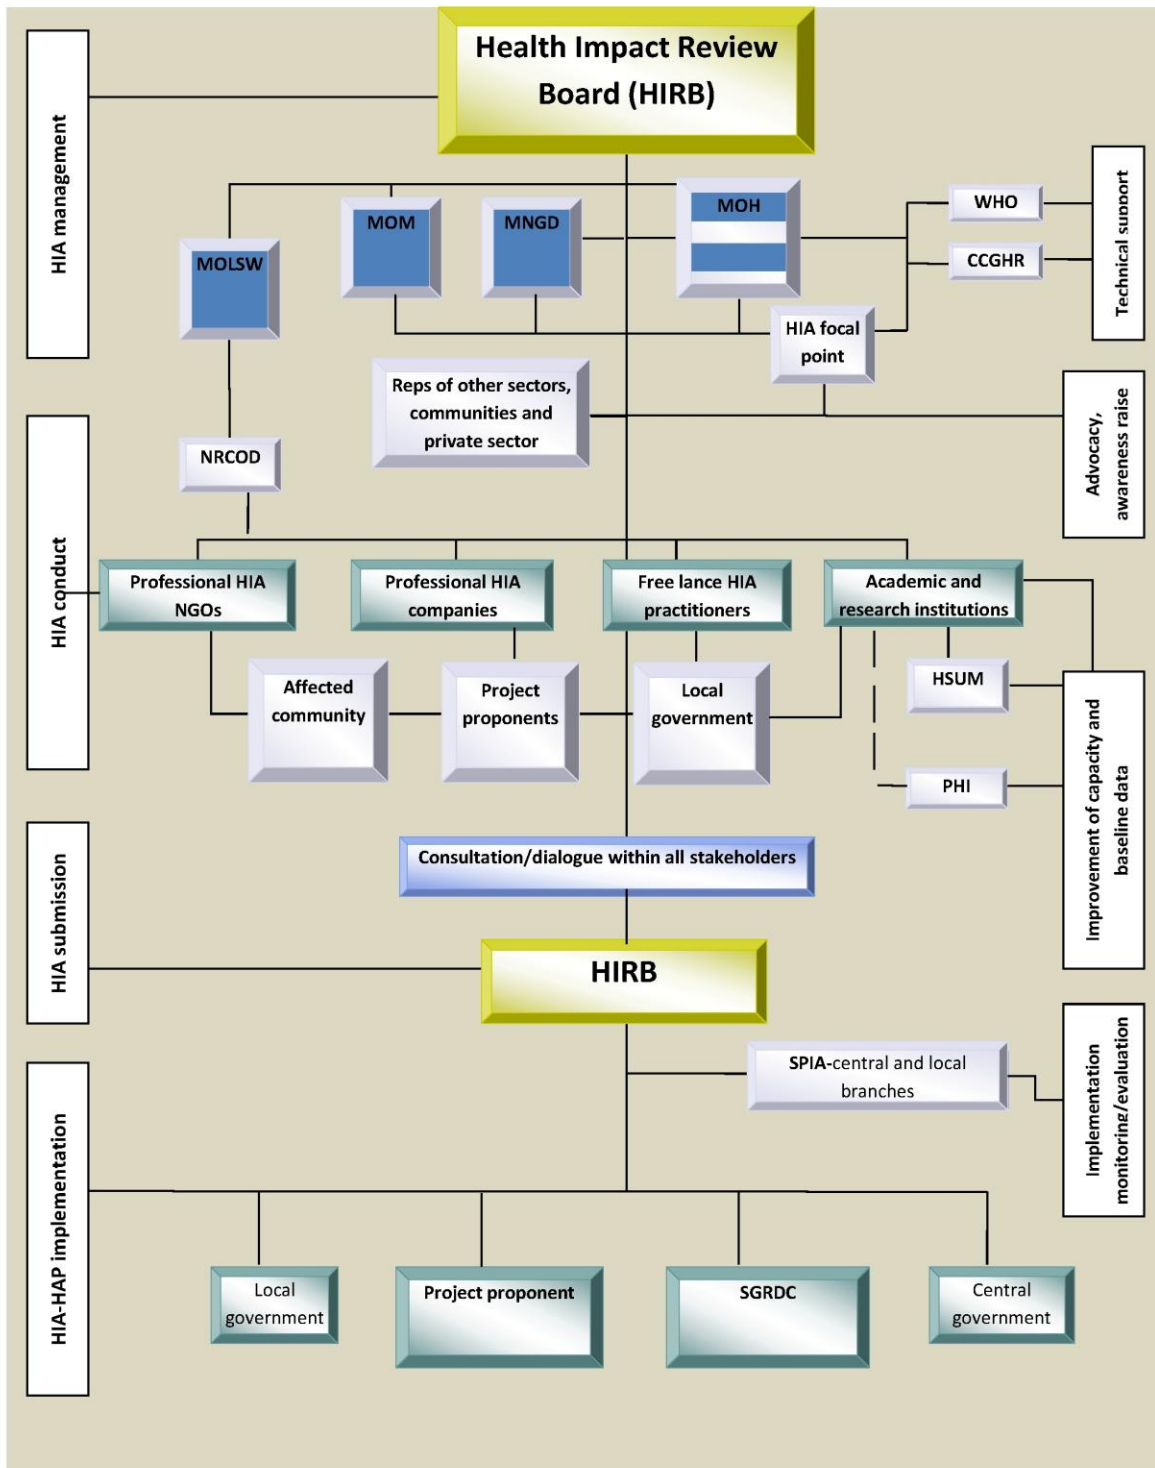 Health Impact Review
Board (HIRB)
HIA management
MOLSW
MOM
MNGD
MOH
WHO
CCGHR
Technical support
HIA focal
point
Reps of other sectors,
communities and
private sector
Advocacy,
awareness raise
NRCOD
HIA conduct
Professional HIA
NGOs
Professional HIA
companies
Free lance HIA
practitioners
Academic and
research institutions
Affected
community
Project
proponents
Local
government
HSUM
PHI
Improvement of capacity and
baseline data
HIA submission
Consultation/dialogue within all stakeholders
HIRB
SPIA-central and local
branches
Implementation
monitoring/evaluation
HIA-HAP implementation
Local
government
Project proponent
SGRDC
Central
government